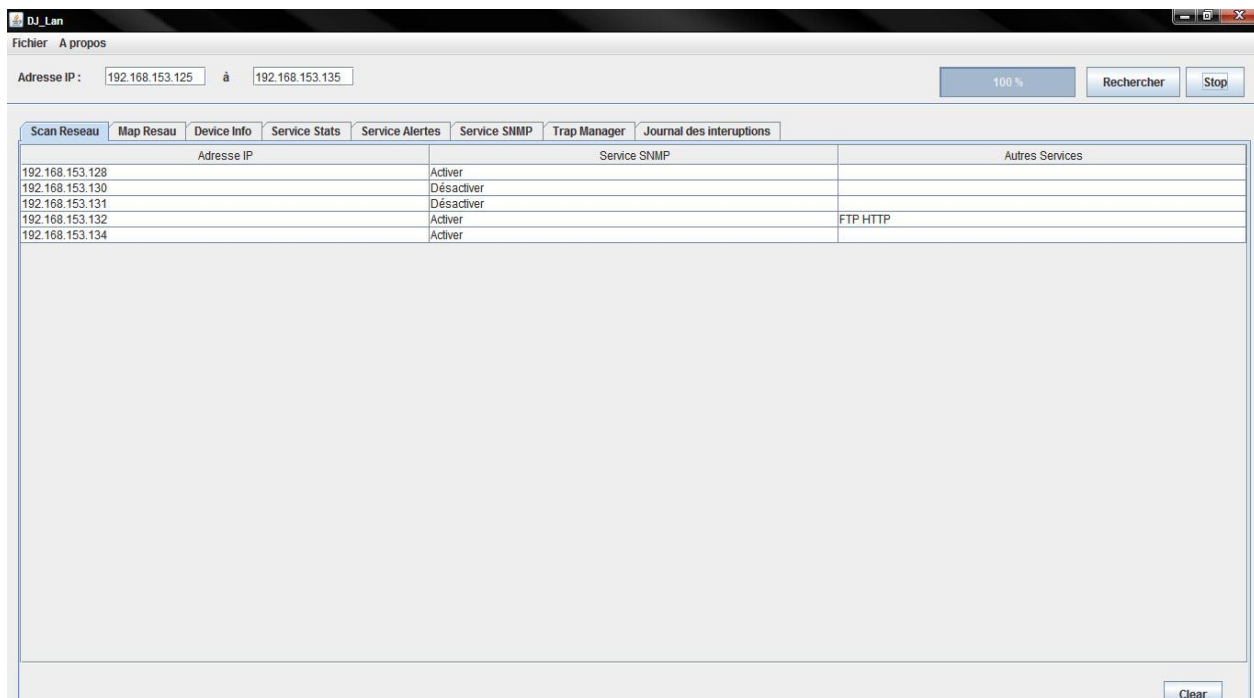 DJ_Lan
Fichier A propos
Adresse IP : 192.168.153.125 à 192.168.153.135 100 % Rechercher Stop
Scan Reseau Map Resau Device Info Service Stats Service Alertes Service SNMP Trap Manager Journal des interuptions
Adresse IP Service SNMP Autres Services
192.168.153.128 Activer
192.168.153.130 Désactiver
192.168.153.131 Désactiver
192.168.153.132 Activer FTP HTTP
192.168.153.134 Activer
Clear